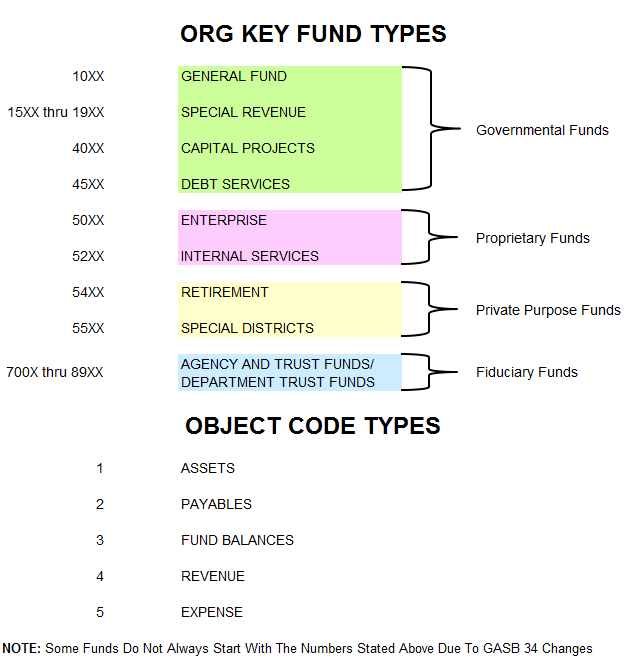 ORG KEY FUND TYPES
10XX GENERAL FUND
15XX thru 19XX SPECIAL REVENUE
40XX CAPITAL PROJECTS
45XX DEBT SERVICES
Governmental Funds
50XX ENTERPRISE
52XX INTERNAL SERVICES
Proprietary Funds
54XX RETIREMENT
55XX SPECIAL DISTRICTS
Private Purpose Funds
700X thru 89XX AGENCY AND TRUST FUNDS/
DEPARTMENT TRUST FUNDS
Fiduciary Funds
OBJECT CODE TYPES
1 ASSETS
2 PAYABLES
3 FUND BALANCES
4 REVENUE
5 EXPENSE
NOTE: Some Funds Do Not Always Start With The Numbers Stated Above Due To GASB 34 Changes